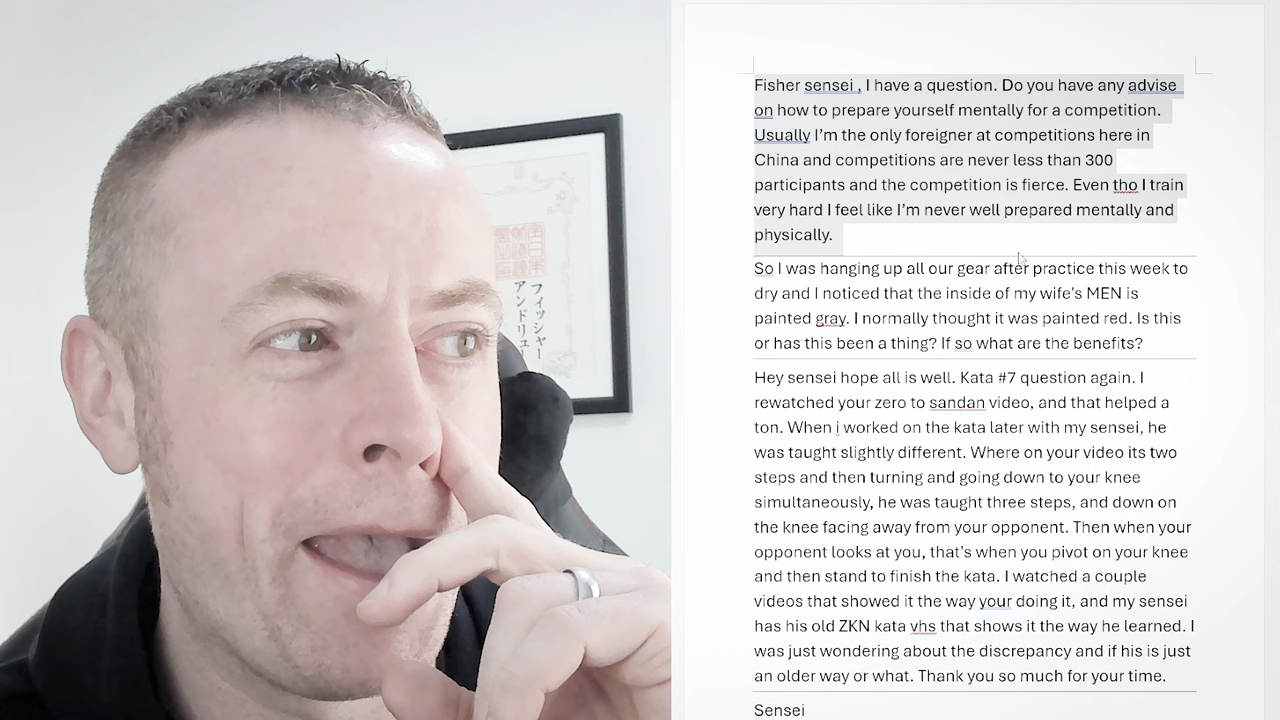 フィッシャー
アンドリュー
Fisher sensei , I have a question. Do you have any advise
on how to prepare yourself mentally for a competition.
Usually I’m the only foreigner at competitions here in
China and competitions are never less than 300
participants and the competition is fierce. Even tho I train
very hard I feel like I’m never well prepared mentally and
physically.
So I was hanging up all our gear after practice this week to
dry and I noticed that the inside of my wife's MEN is
painted gray. I normally thought it was painted red. Is this
or has this been a thing? If so what are the benefits?
Hey sensei hope all is well. Kata #7 question again. I
rewatched your zero to sandan video, and that helped a
ton. When i worked on the kata later with my sensei, he
was taught slightly different. Where on your video its two
steps and then turning and going down to your knee
simultaneously, he was taught three steps, and down on
the knee facing away from your opponent. Then when your
opponent looks at you, that's when you pivot on your knee
and then stand to finish the kata. I watched a couple
videos that showed it the way your doing it, and my sensei
has his old ZKN kata vhs that shows it the way he learned. I
was just wondering about the discrepancy and if his is just
an older way or what. Thank you so much for your time.
Sensei